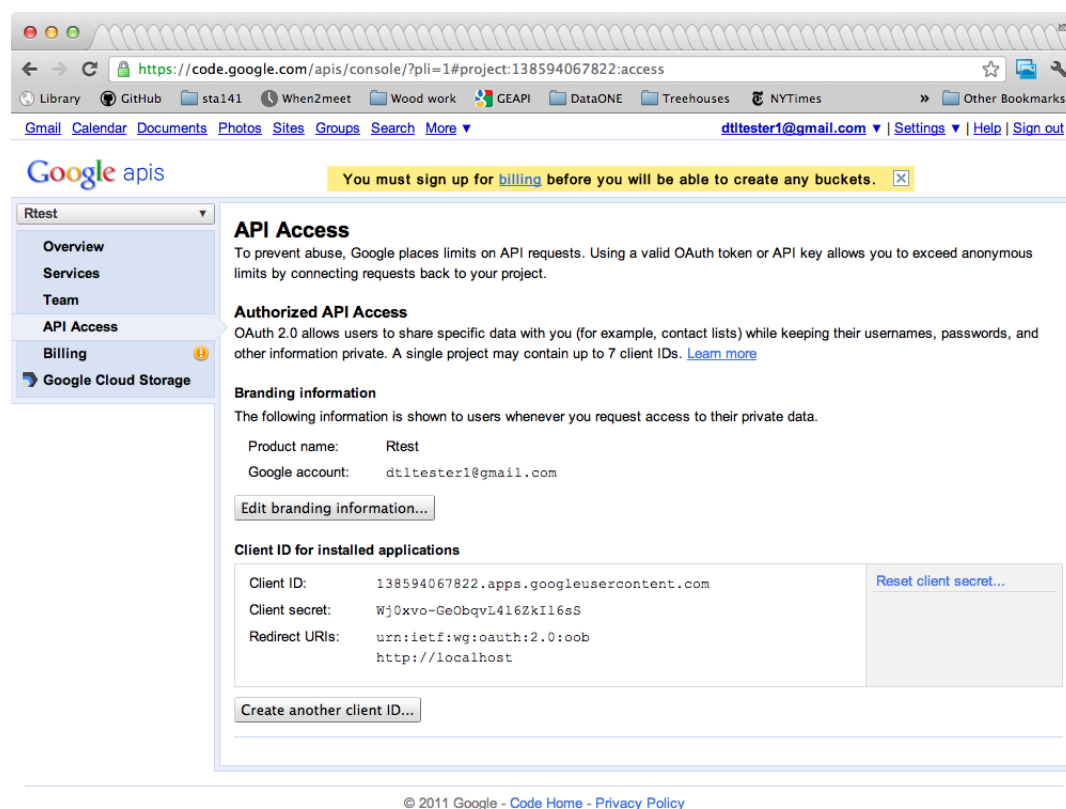 https://code.google.com/apis/console/?pli=1#project:138594067822:access
Library GitHub sta141 When2meet Wood work GEAPI DataONE Treehouses NYTimes » Other Bookmarks
Gmail Calendar Documents Photos Sites Groups Search More ▼ dtltester1@gmail.com ▼ | Settings ▼ | Help | Sign out
Google apis
You must sign up for billing before you will be able to create any buckets.
Rtest
Overview
Services
Team
API Access
Billing
Google Cloud Storage
API Access
To prevent abuse, Google places limits on API requests. Using a valid OAuth token or API key allows you to exceed anonymous
limits by connecting requests back to your project.
Authorized API Access
OAuth 2.0 allows users to share specific data with you (for example, contact lists) while keeping their usernames, passwords, and
other information private. A single project may contain up to 7 client IDs. Learn more
Branding information
The following information is shown to users whenever you request access to their private data.
Product name: Rtest
Google account: dtltester1@gmail.com
Edit branding information...
Client ID for installed applications
Client ID: 138594067822.apps.googleusercontent.com
Client secret: Wj0xvo-GeObqvL4l6ZkIl6sS
Redirect URIs: urn:ietf:wg:oauth:2.0:oob
http://localhost
Reset client secret...
Create another client ID...
© 2011 Google - Code Home - Privacy Policy